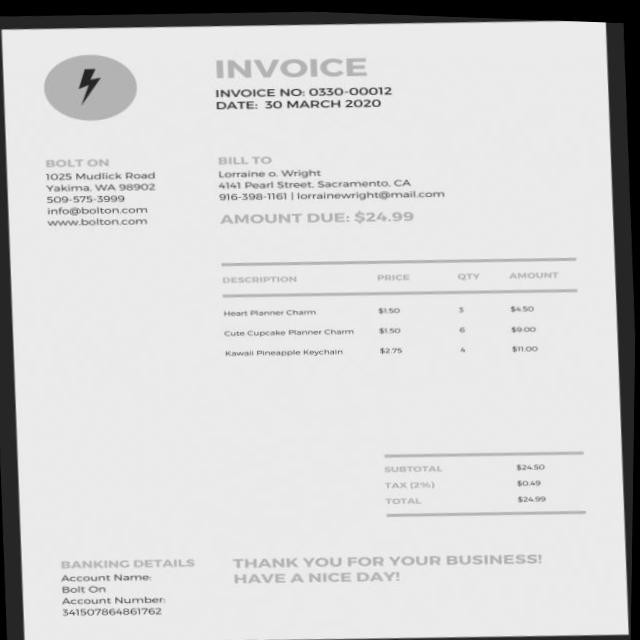 INVOICE
INVOICE NO: 0330-00012
DATE: 30 MARCH 2020
BOLT ON
1025 Mudlick Road
Yakima, WA 98902
509-575-3999
info@bolton.com
www.bolton.com
BILL TO
Lorraine o. Wright
4141 Pearl Street, Sacramento, CA
916-398-1161 | lorrainewright@mail.com
AMOUNT DUE: $24.99
DESCRIPTION PRICE QTY AMOUNT
Heart Planner Charm $1.50 3 $4.50
Cute Cupcake Planner Charm $1.50 6 $9.00
Kawaii Pineapple Keychain $2.75 4 $11.00
SUBTOTAL $24.50
TAX (2%) $0.49
TOTAL $24.99
BANKING DETAILS
Account Name:
Bolt On
Account Number:
341507864861762
THANK YOU FOR YOUR BUSINESS!
HAVE A NICE DAY!